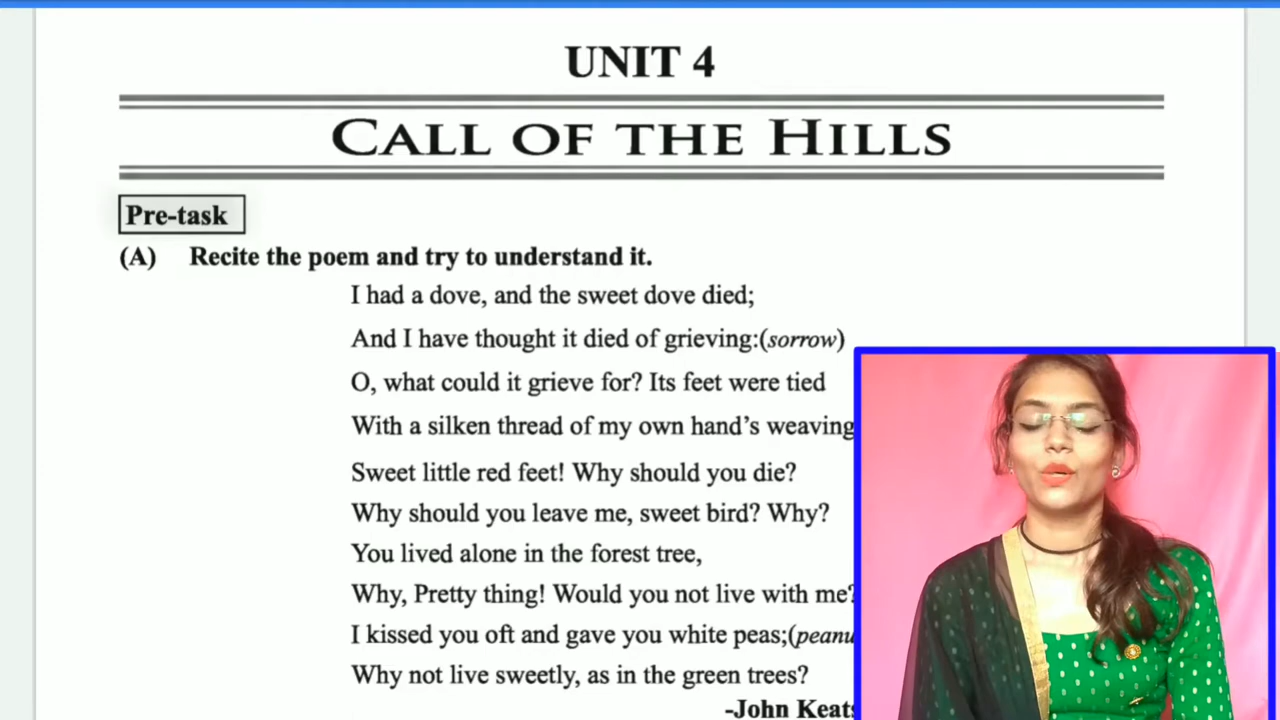 UNIT 4
CALL OF THE HILLS
Pre-task
(A) Recite the poem and try to understand it.
I had a dove, and the sweet dove died;
And I have thought it died of grieving:(sorrow)
O, what could it grieve for? Its feet were tied
With a silken thread of my own hand’s weaving
Sweet little red feet! Why should you die?
Why should you leave me, sweet bird? Why?
You lived alone in the forest tree,
Why, Pretty thing! Would you not live with me?
I kissed you oft and gave you white peas;(peanu
Why not live sweetly, as in the green trees?
-John Keats